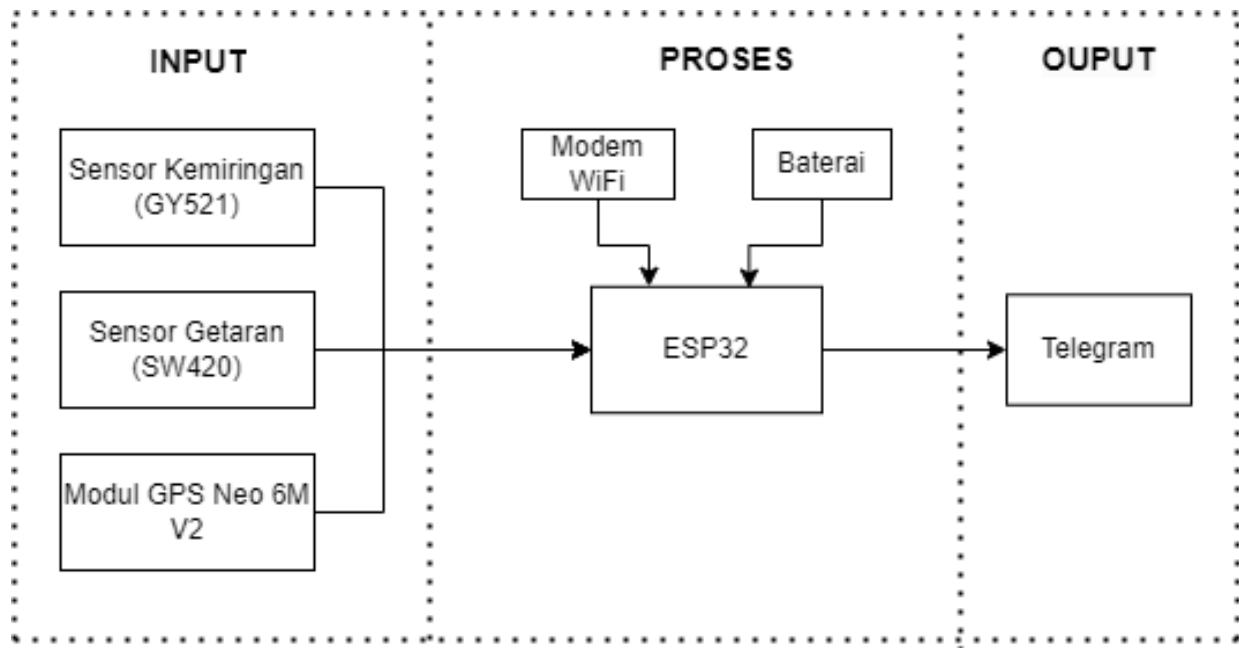 INPUT
PROSES
OUPUT
Sensor Kemiringan
(GY521)
Sensor Getaran
(SW420)
Modul GPS Neo 6M
V2
Modem
WiFi
Baterai
ESP32
Telegram